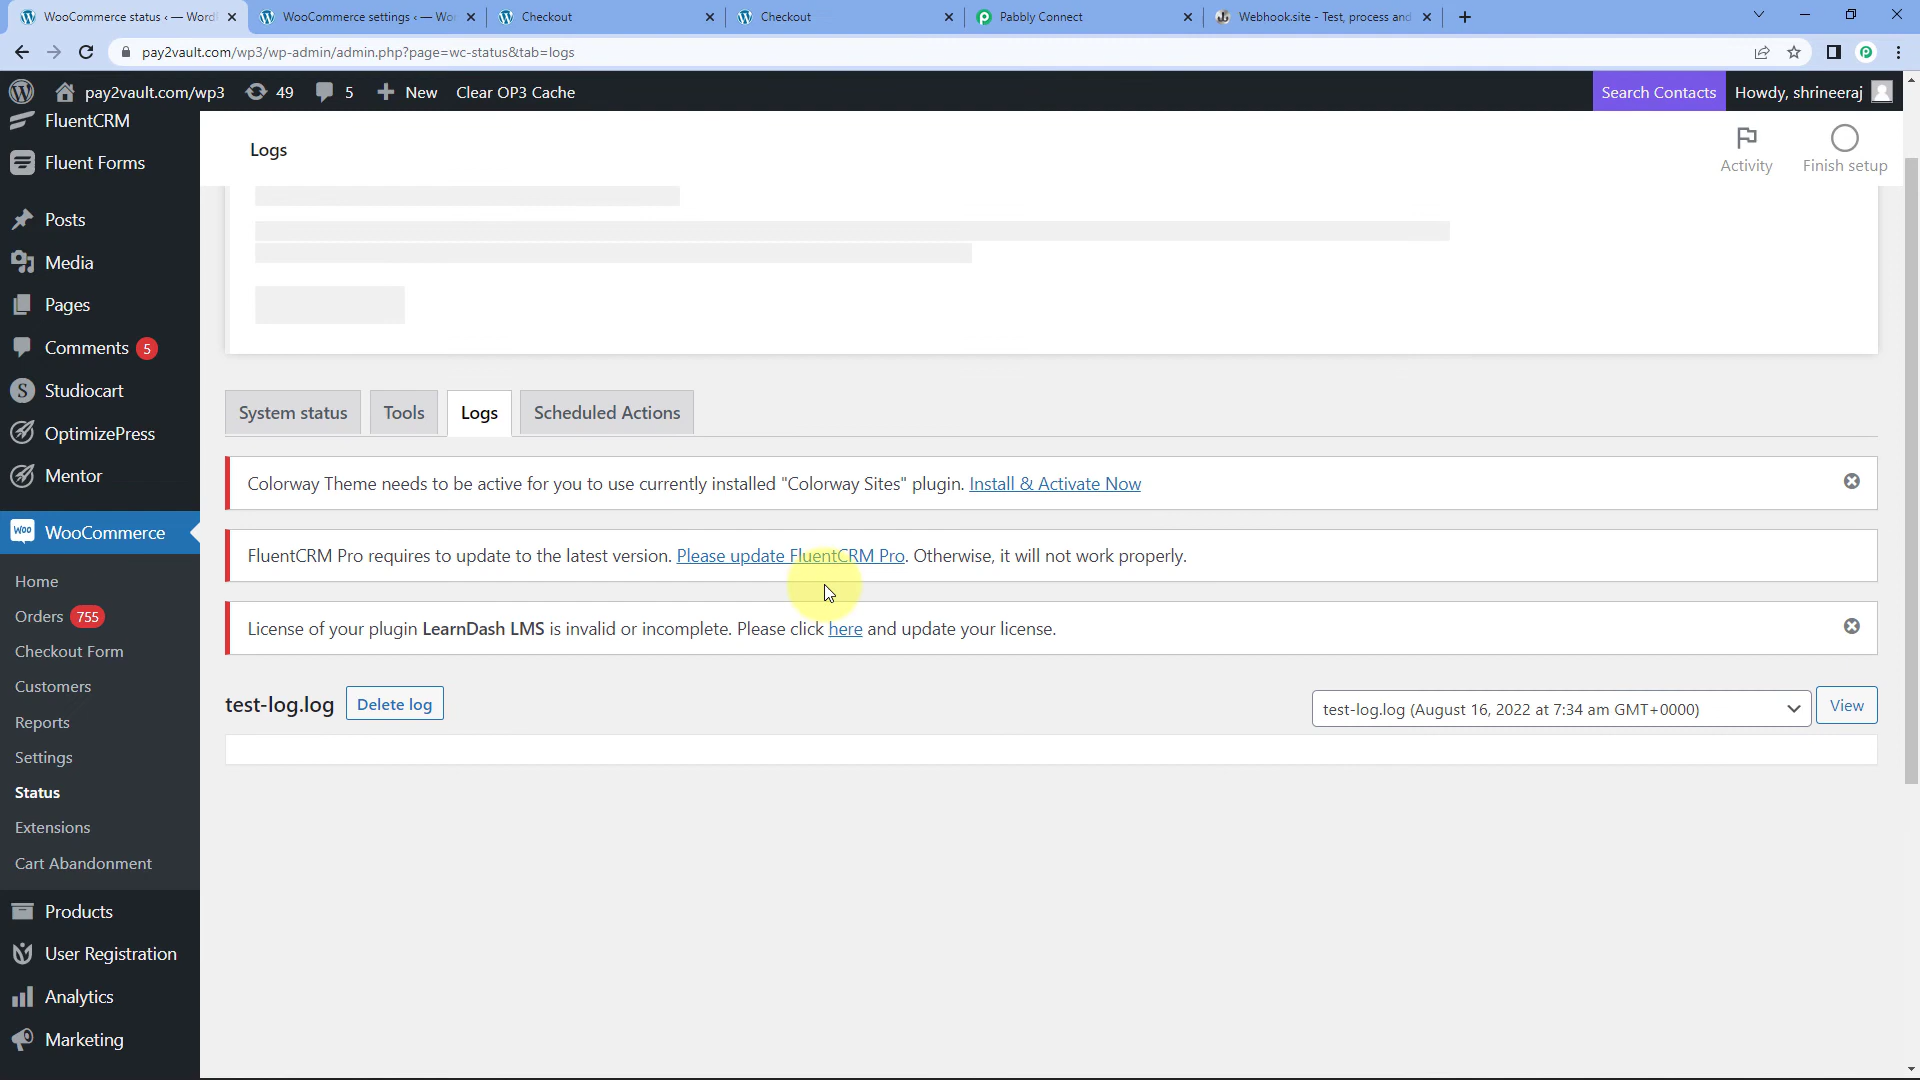 WooCommerce status ‹ — Word
WooCommerce settings ‹ — Wo
Checkout
Checkout
Pabbly Connect
Webhook.site - Test, process and
pay2vault.com/wp3/wp-admin/admin.php?page=wc-status&tab=logs
pay2vault.com/wp3
49
5
New
Clear OP3 Cache
Search Contacts
Howdy, shrineeraj
FluentCRM
Fluent Forms
Posts
Media
Pages
Comments 5
Studiocart
OptimizePress
Mentor
WooCommerce
Home
Orders 755
Checkout Form
Customers
Reports
Settings
Status
Extensions
Cart Abandonment
Products
User Registration
Analytics
Marketing
Logs
Activity
Finish setup
System status
Tools
Logs
Scheduled Actions
Colorway Theme needs to be active for you to use currently installed "Colorway Sites" plugin. Install & Activate Now
FluentCRM Pro requires to update to the latest version. Please update FluentCRM Pro. Otherwise, it will not work properly.
License of your plugin LearnDash LMS is invalid or incomplete. Please click here and update your license.
test-log.log
Delete log
test-log.log (August 16, 2022 at 7:34 am GMT+0000)
View